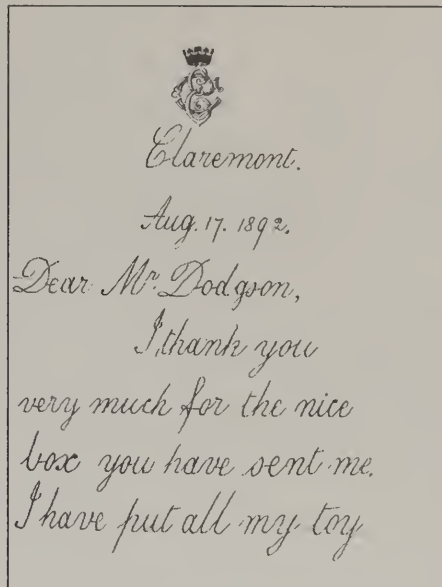 Claremont.
Aug. 17. 1892.
Dear Mr. Dodgson,
I thank you
very much for the nice
box you have sent me.
I have put all my toy